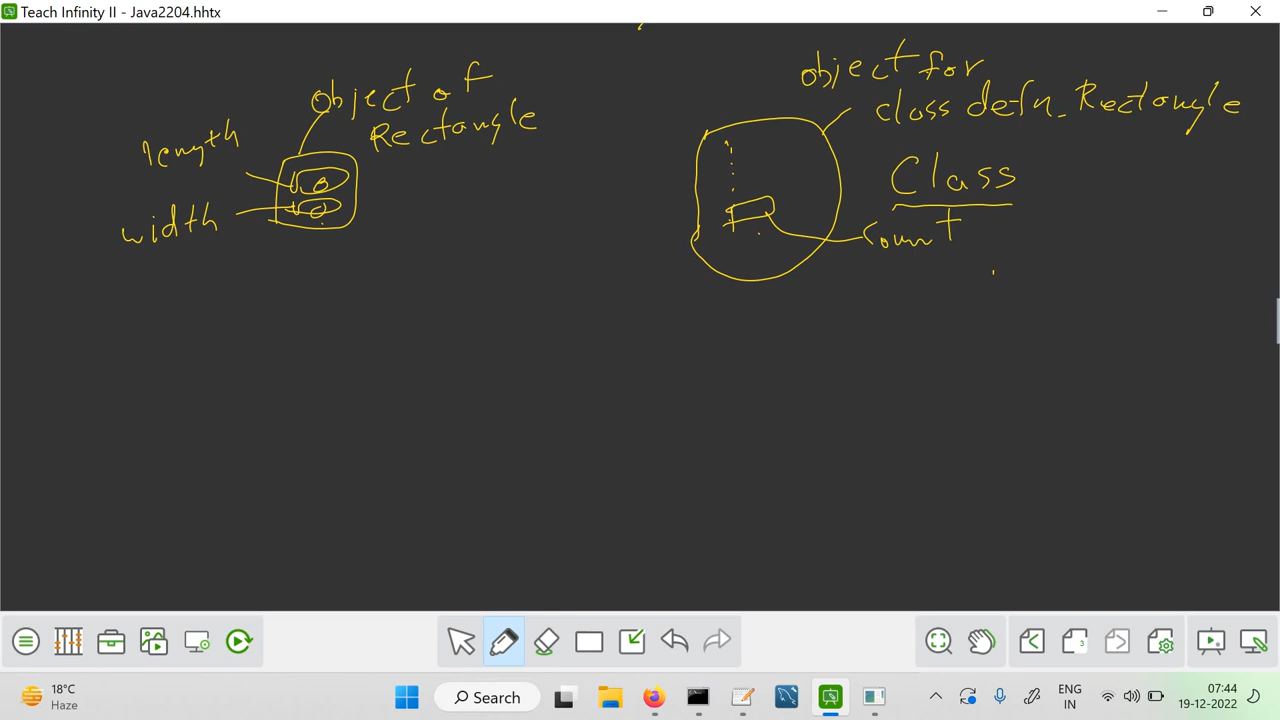 Teach Infinity II - Java2204.hhtx
object of
Rectangle
length
width
object for
class defn. Rectangle
Class
count
3
18°C
Haze
Search
ENG
IN
07:44
19-12-2022